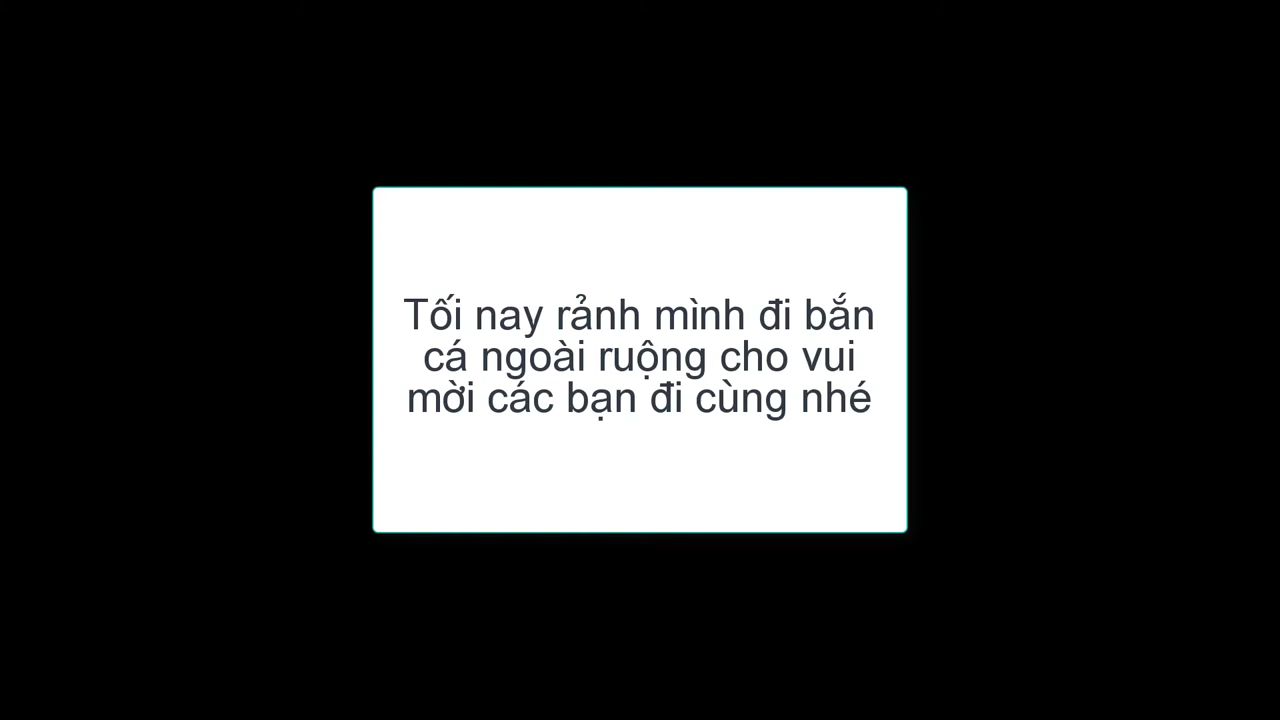 Tối nay rảnh mình đi bắn
cá ngoài ruộng cho vui
mời các bạn đi cùng nhé